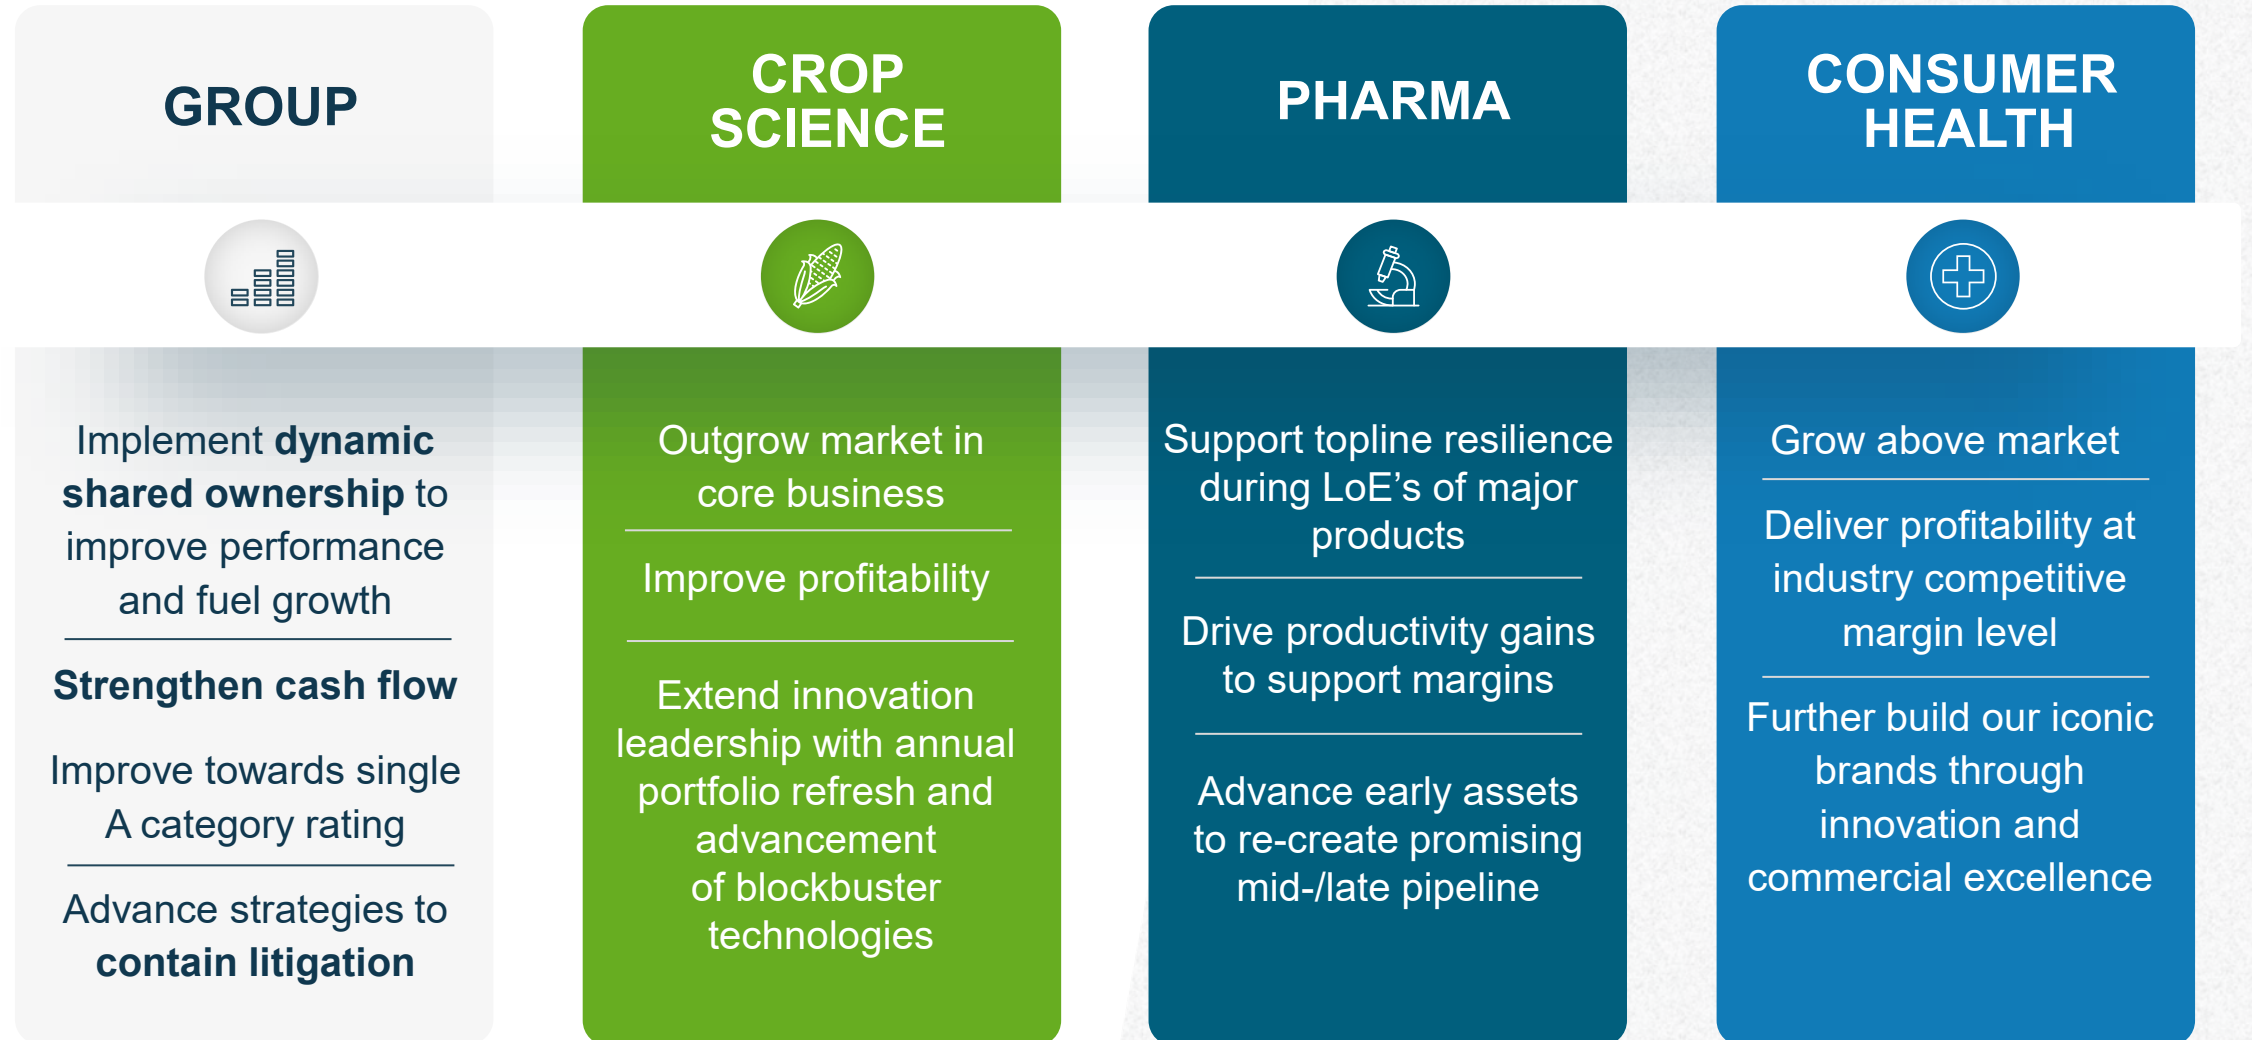 GROUP
Implement dynamic
shared ownership to
improve performance
and fuel growth
Strengthen cash flow
Improve towards single
A category rating
Advance strategies to
contain litigation
CROP
SCIENCE
Outgrow market in
core business
Improve profitability
Extend innovation
leadership with annual
portfolio refresh and
advancement
of blockbuster
technologies
PHARMA
Support topline resilience
during LoE’s of major
products
Drive productivity gains
to support margins
Advance early assets
to re-create promising
mid-/late pipeline
CONSUMER
HEALTH
Grow above market
Deliver profitability at
industry competitive
margin level
Further build our iconic
brands through
innovation and
commercial excellence